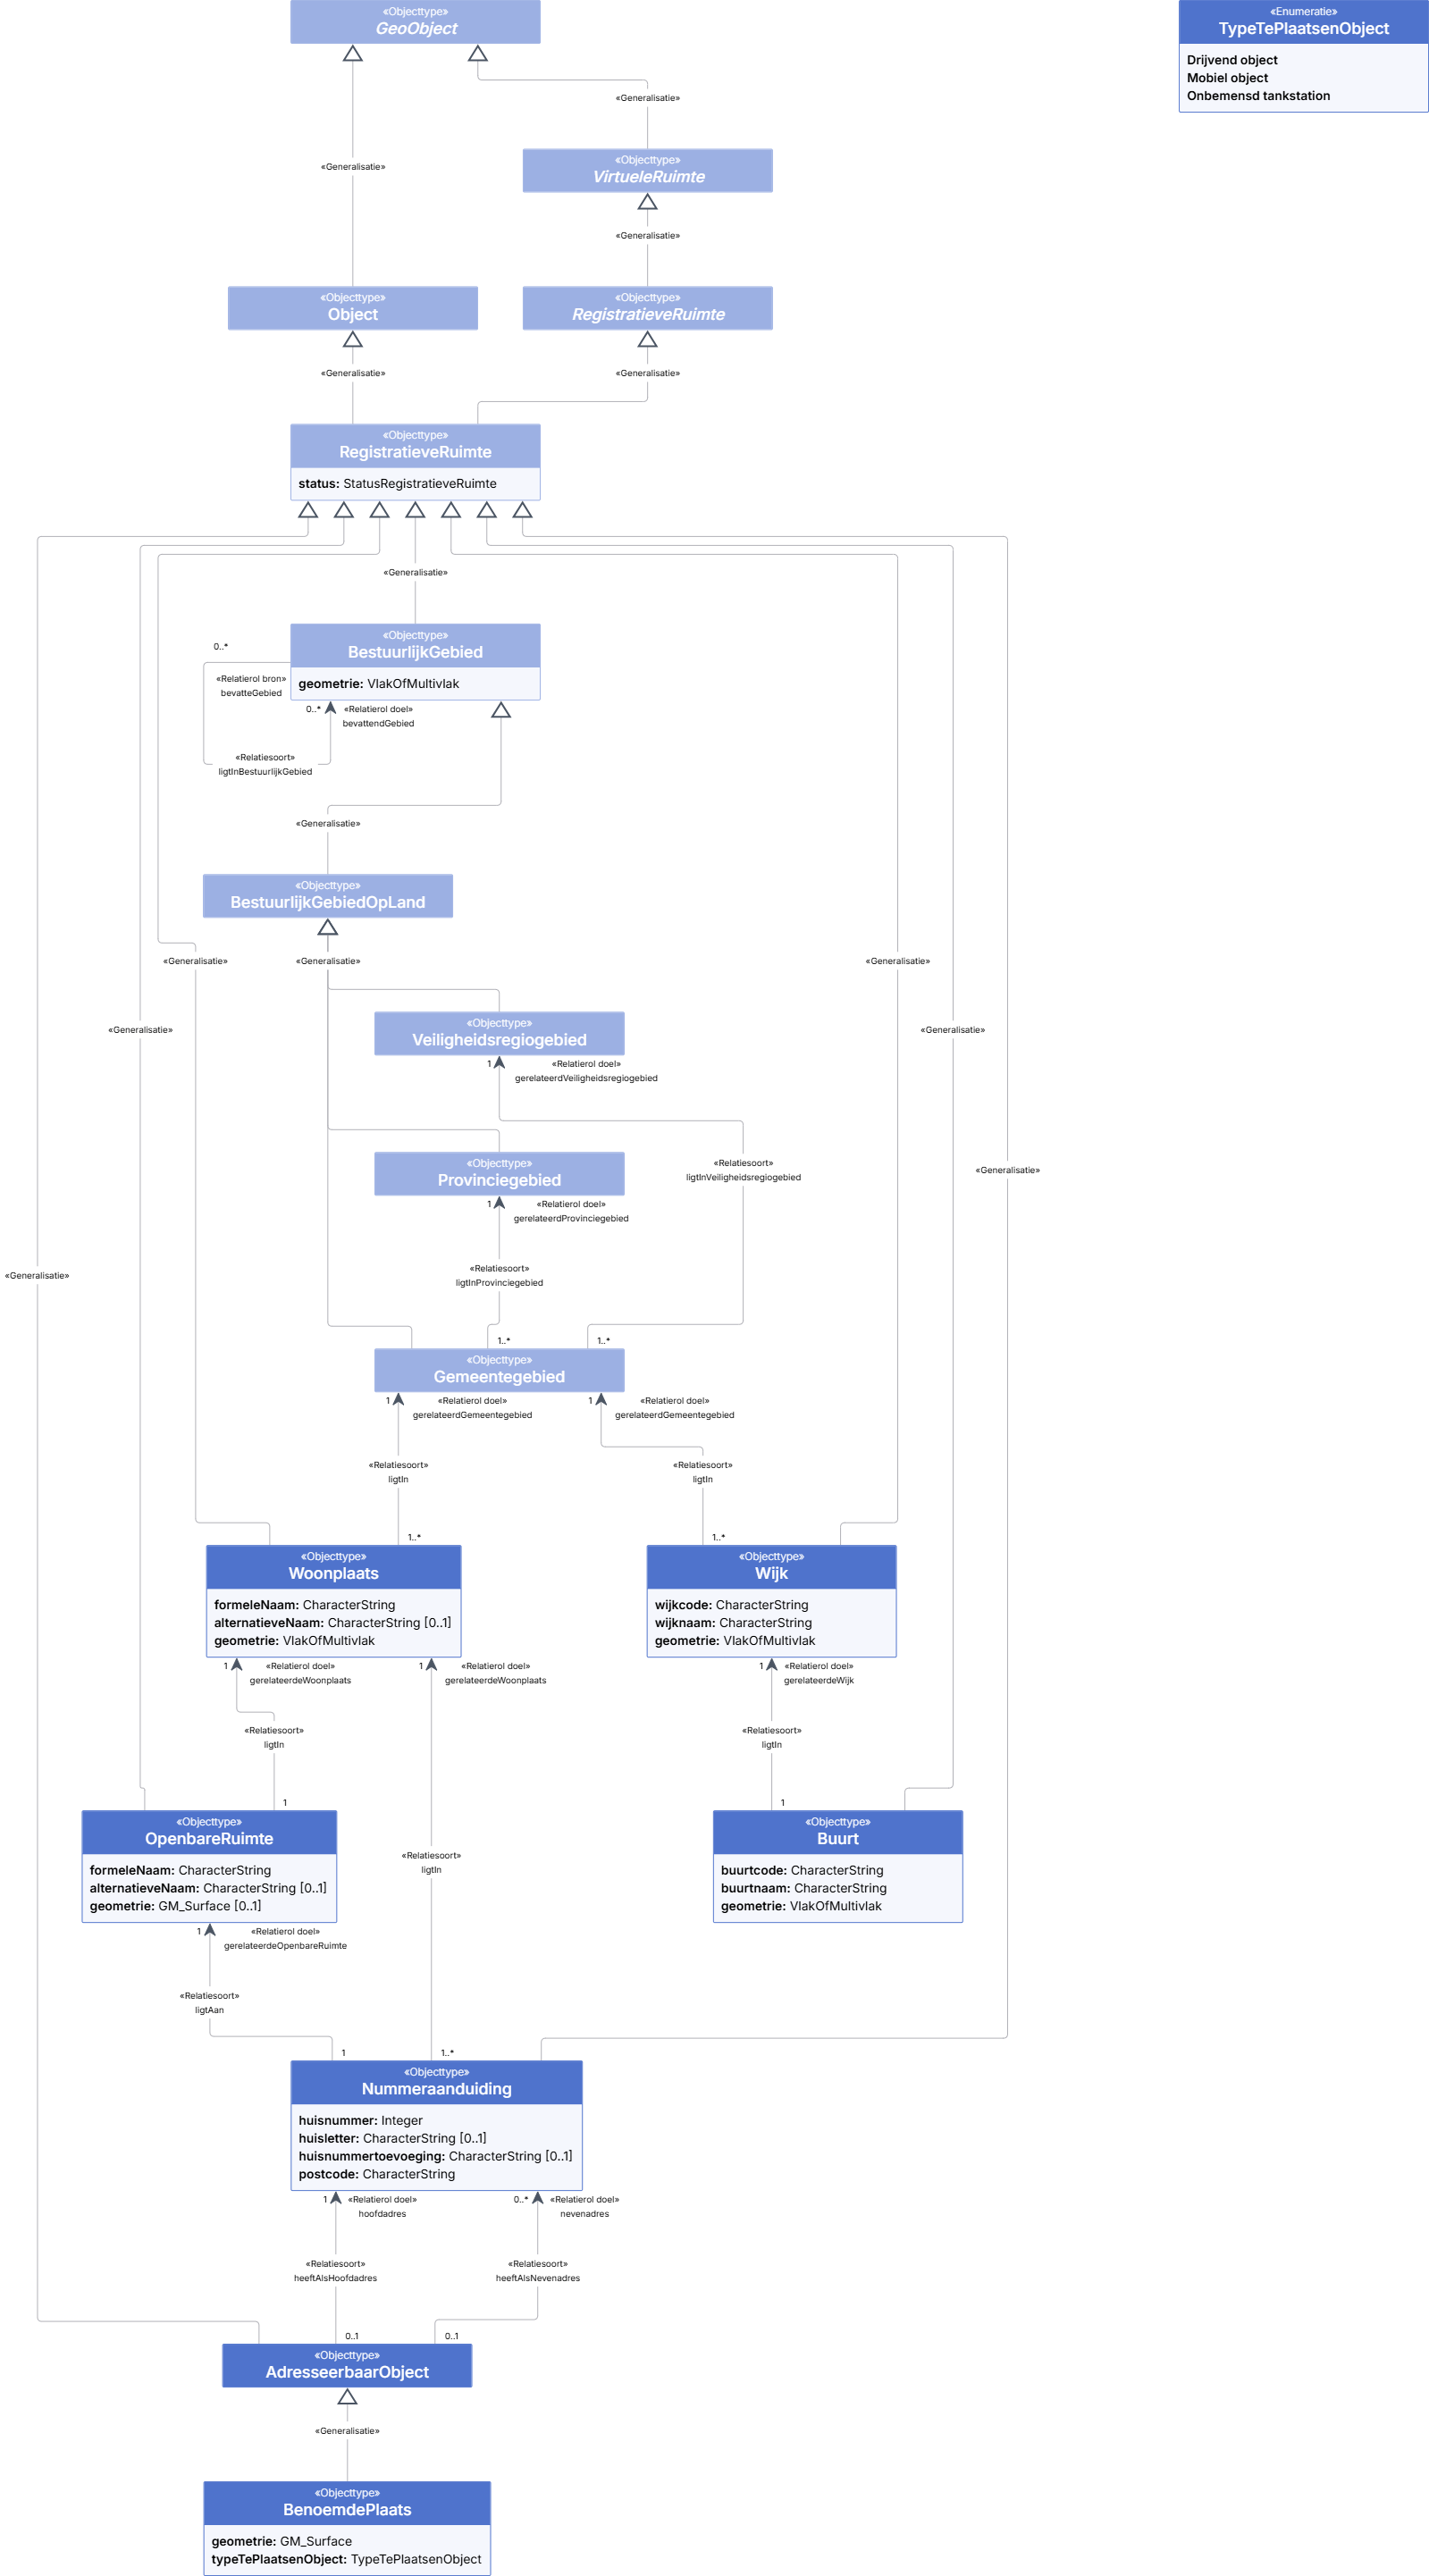 «Objecttype»
GeoObject
«Enumeratie»
TypeTePlaatsenObject
Drijvend object
Mobiel object
Onbemensd tankstation
«Generalisatie»
«Generalisatie»
«Objecttype»
VirtueleRuimte
«Generalisatie»
«Objecttype»
Object
«Objecttype»
RegistratieveRuimte
«Generalisatie»
«Generalisatie»
«Objecttype»
RegistratieveRuimte
status: StatusRegistratieveRuimte
«Generalisatie»
«Objecttype»
BestuurlijkGebied
geometrie: VlakOfMultivlak
0..*
«Relatierol bron»
bevatteGebied
0..*
«Relatierol doel»
bevattendGebied
«Relatiesoort»
ligtInBestuurlijkGebied
«Generalisatie»
«Objecttype»
BestuurlijkGebiedOpLand
«Generalisatie»
«Generalisatie»
«Generalisatie»
«Generalisatie»
«Generalisatie»
«Objecttype»
Veiligheidsregiogebied
1
«Relatierol doel»
gerelateerdVeiligheidsregiogebied
«Objecttype»
Provinciegebied
«Relatiesoort»
ligtInVeiligheidsregiogebied
«Generalisatie»
1
«Relatierol doel»
gerelateerdProvinciegebied
«Generalisatie»
«Relatiesoort»
ligtInProvinciegebied
1..*
1..*
«Objecttype»
Gemeentegebied
1
«Relatierol doel»
gerelateerdGemeentegebied
1
«Relatierol doel»
gerelateerdGemeentegebied
«Relatiesoort»
ligtIn
«Relatiesoort»
ligtIn
1..*
1..*
«Objecttype»
Woonplaats
formeleNaam: CharacterString
alternatieveNaam: CharacterString [0..1]
geometrie: VlakOfMultivlak
«Objecttype»
Wijk
wijkcode: CharacterString
wijknaam: CharacterString
geometrie: VlakOfMultivlak
1
«Relatierol doel»
gerelateerdeWoonplaats
1
«Relatierol doel»
gerelateerdeWoonplaats
1
«Relatierol doel»
gerelateerdeWijk
«Relatiesoort»
ligtIn
«Relatiesoort»
ligtIn
1
1
«Objecttype»
OpenbareRuimte
formeleNaam: CharacterString
alternatieveNaam: CharacterString [0..1]
geometrie: GM_Surface [0..1]
«Relatiesoort»
ligtIn
«Objecttype»
Buurt
buurtcode: CharacterString
buurtnaam: CharacterString
geometrie: VlakOfMultivlak
1
«Relatierol doel»
gerelateerdeOpenbareRuimte
«Relatiesoort»
ligtAan
1
1..*
«Objecttype»
Nummeraanduiding
huisnummer: Integer
huisletter: CharacterString [0..1]
huisnummertoevoeging: CharacterString [0..1]
postcode: CharacterString
1
«Relatierol doel»
hoofdadres
0..*
«Relatierol doel»
nevenadres
«Relatiesoort»
heeftAlsHoofdadres
«Relatiesoort»
heeftAlsNevenadres
0..1
0..1
«Objecttype»
AdresseerbaarObject
«Generalisatie»
«Objecttype»
BenoemdePlaats
geometrie: GM_Surface
typeTePlaatsenObject: TypeTePlaatsenObject